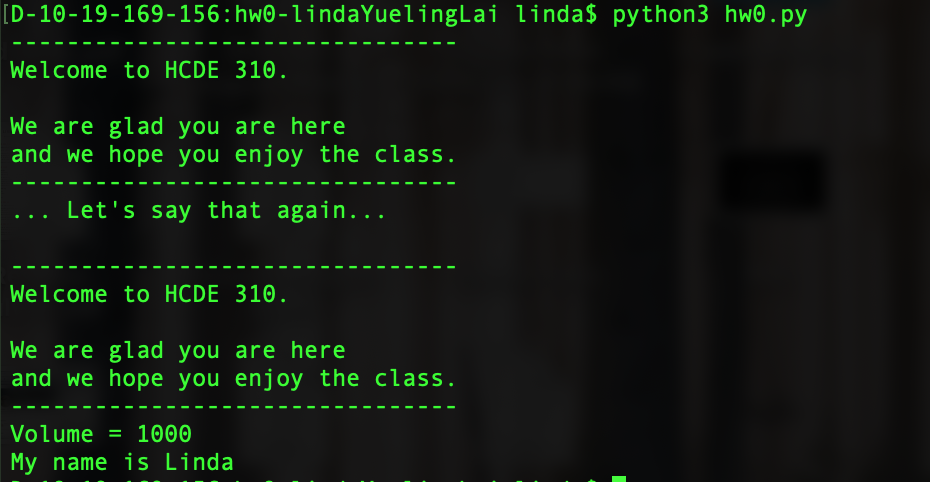 [D-10-19-169-156:hw0-lindaYuelingLai linda$ python3 hw0.py
--------------------------------
Welcome to HCDE 310.

We are glad you are here
and we hope you enjoy the class.
--------------------------------
... Let's say that again...

--------------------------------
Welcome to HCDE 310.

We are glad you are here
and we hope you enjoy the class.
--------------------------------
Volume = 1000
My name is Linda